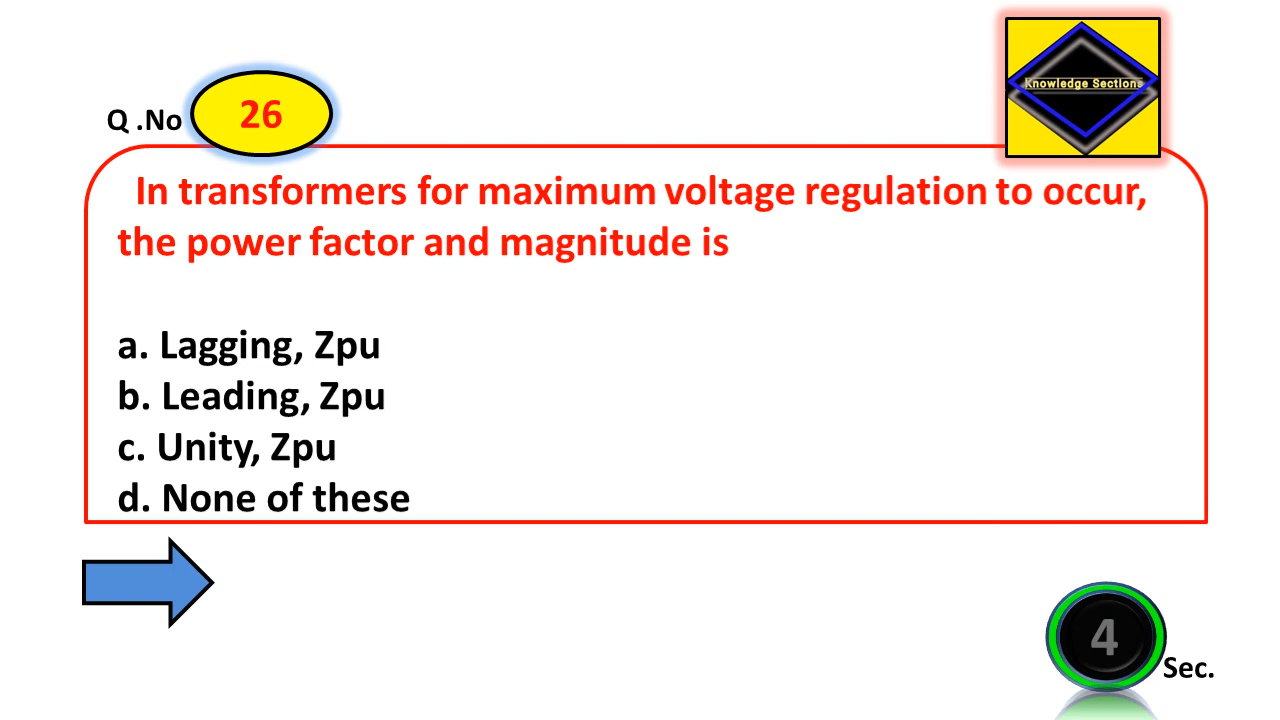 Knowledge Sections
Q .No 26
In transformers for maximum voltage regulation to occur,
the power factor and magnitude is
a. Lagging, Zpu
b. Leading, Zpu
c. Unity, Zpu
d. None of these
4
Sec.